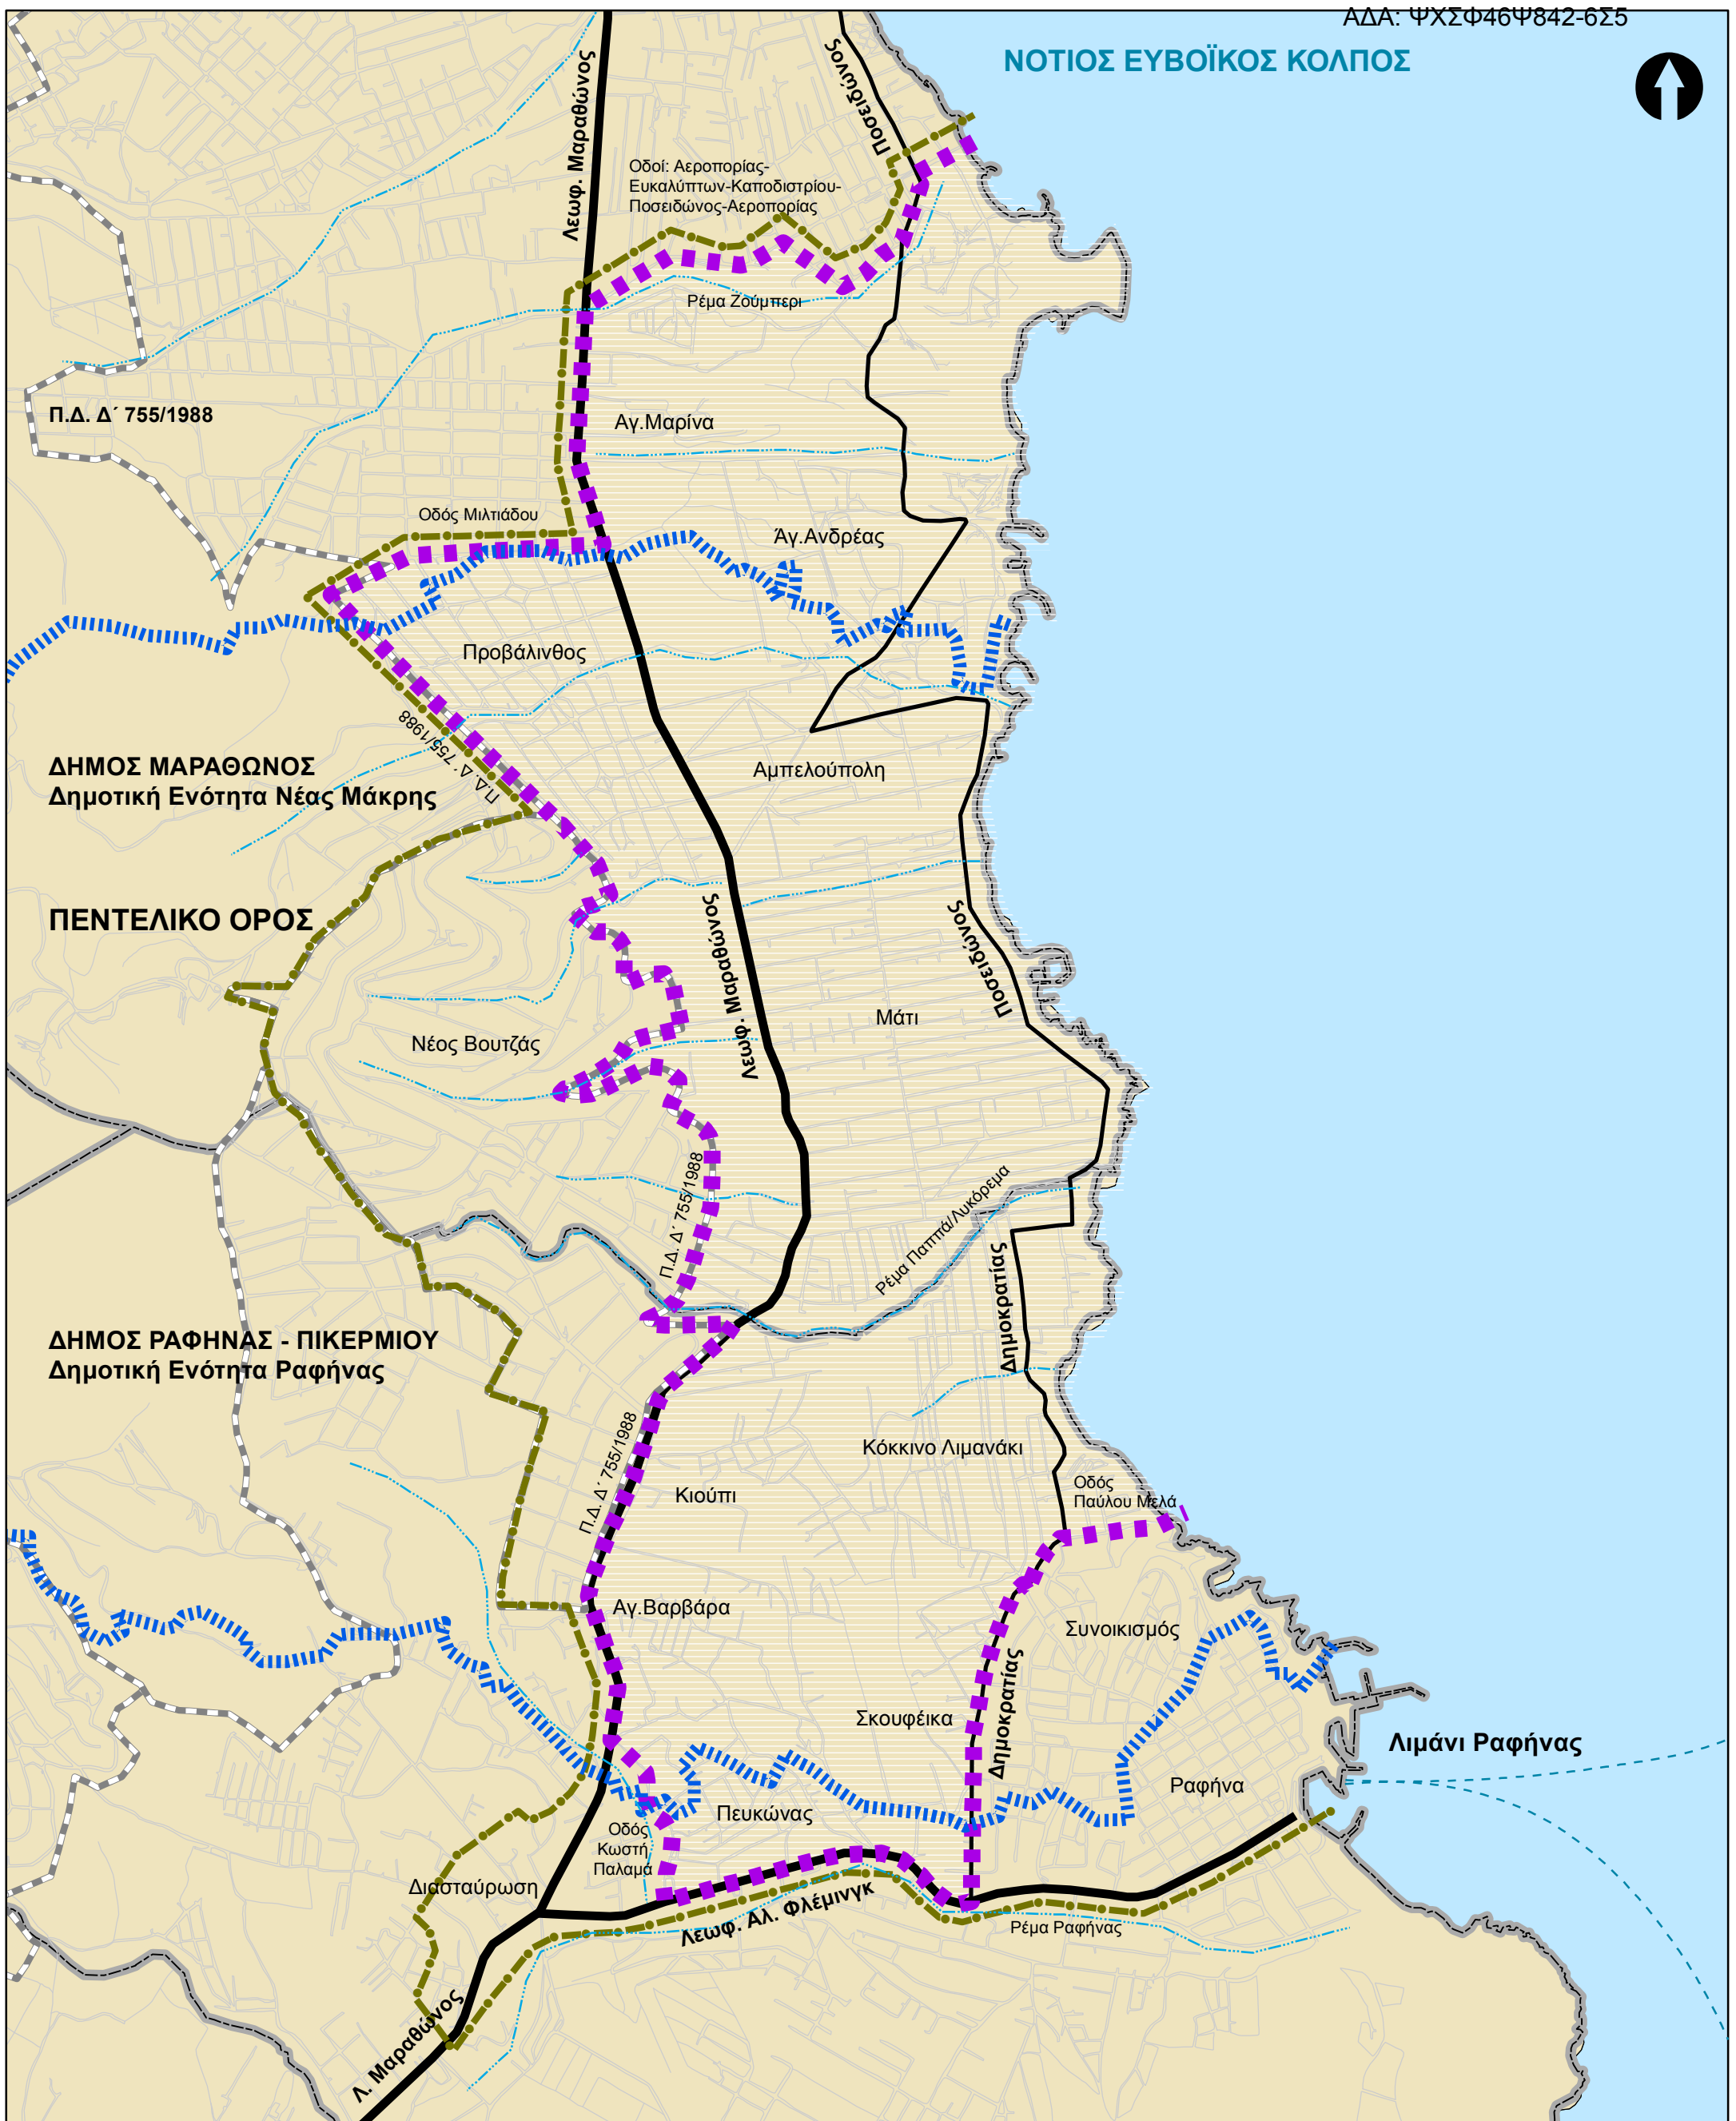 ΑΔΑ: ΨΧΣΦ46Ψ842-6Σ5
ΝΟΤΙΟΣ ΕΥΒΟΪΚΟΣ ΚΟΛΠΟΣ
Λεωφ. Μαραθώνος
Ποσειδώνος
Οδοί: Αεροπορίας-
Ευκαλύπτων-Καποδιστρίου-
Ποσειδώνος-Αεροπορίας
Ρέμα Ζούμπερι
Π.Δ. Δ΄ 755/1988
Αγ.Μαρίνα
Οδός Μιλτιάδου
Άγ.Ανδρέας
Προβάλινθος
Π.Δ. Δ΄ 755/1988
ΔΗΜΟΣ ΜΑΡΑΘΩΝΟΣ
Δημοτική Ενότητα Νέας Μάκρης
Αμπελούπολη
ΠΕΝΤΕΛΙΚΟ ΟΡΟΣ
Λεωφ. Μαραθώνος
Ποσειδώνος
Μάτι
Νέος Βουτζάς
Π.Δ. Δ΄ 755/1988
Ρέμα Παππά/Λυκόρεμα
Δημοκρατίας
ΔΗΜΟΣ ΡΑΦΗΝΑΣ - ΠΙΚΕΡΜΙΟΥ
Δημοτική Ενότητα Ραφήνας
Π.Δ. Δ΄ 755/1988
Κόκκινο Λιμανάκι
Κιούπι
Οδός
Παύλου Μελά
Αγ.Βαρβάρα
Συνοικισμός
Δημοκρατίας
Σκουφέικα
Λιμάνι Ραφήνας
Ραφήνα
Πευκώνας
Οδός
Κωστή
Παλαμά
Διασταύρωση
Λεωφ. Αλ. Φλέμινγκ
Ρέμα Ραφήνας
Λ. Μαραθώνος